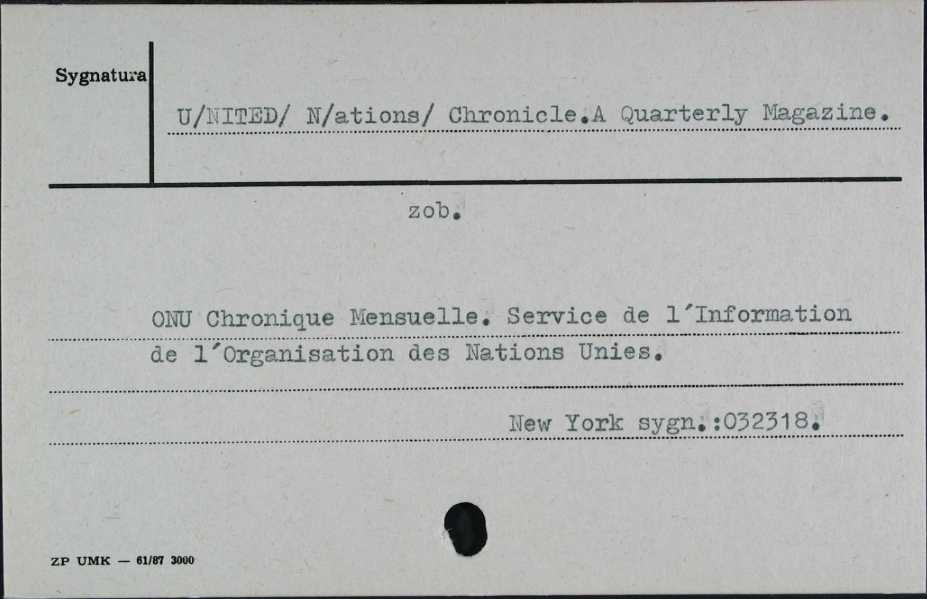 Sygnatura
U/NITED/ N/ations/ Chronicle.A Quarterly Magazine.
zob.
ONU Chronique Mensuelle. Service de l´Information
de l´Organisation des Nations Unies.
New York sygn.:032318.
ZP UMK — 61/87 3000